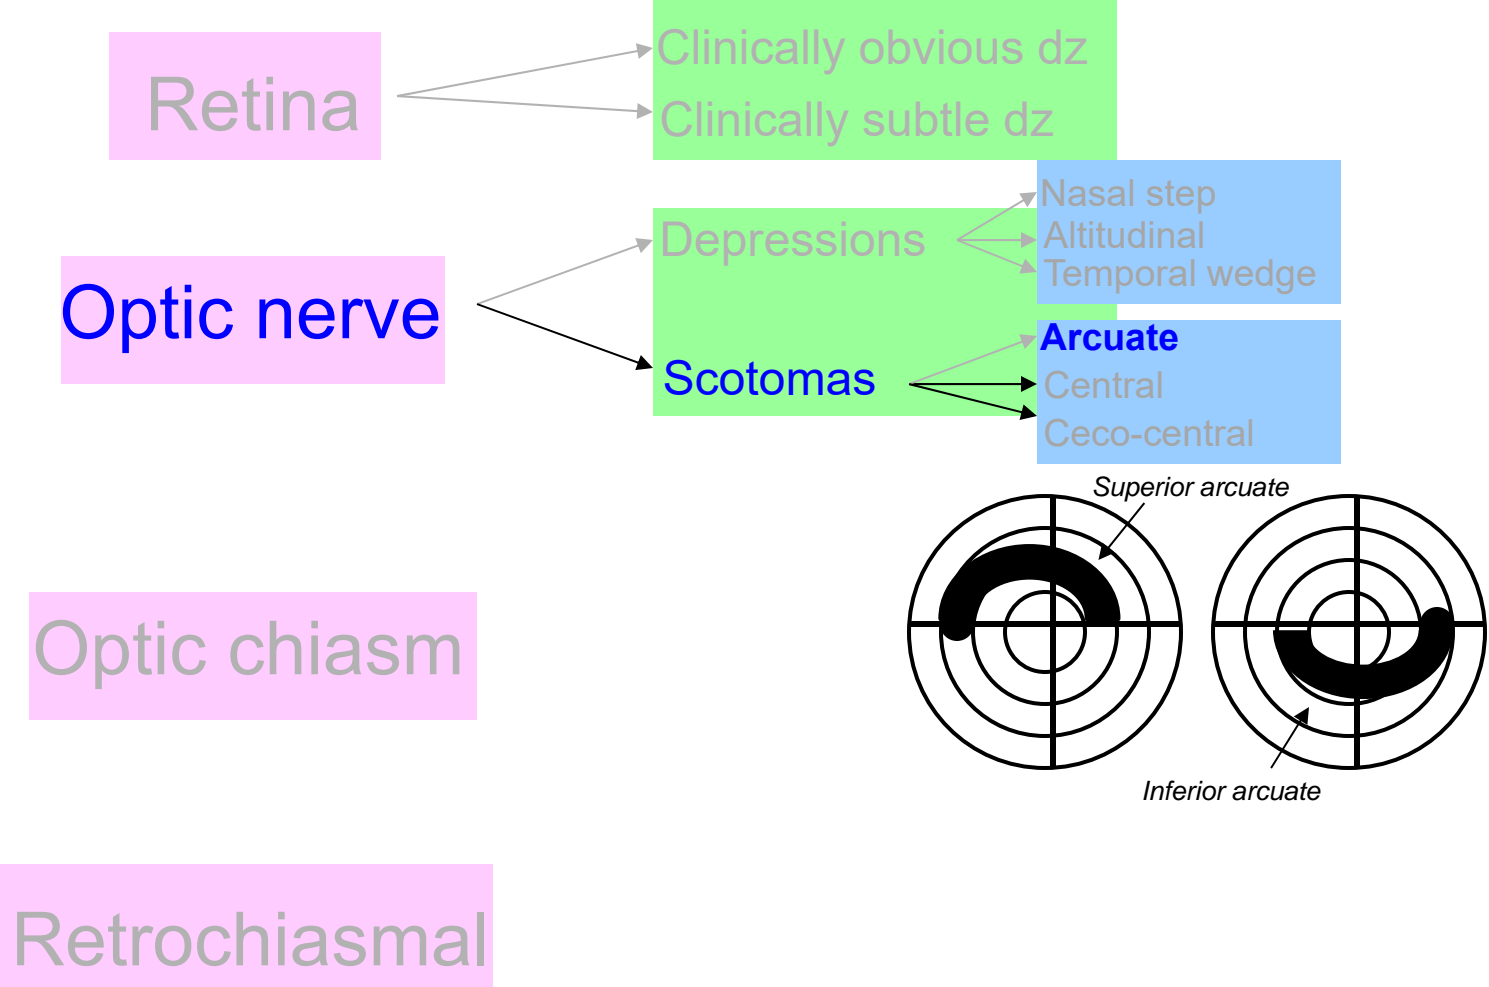 Retina
Clinically obvious dz
Clinically subtle dz
Optic nerve
Depressions
Nasal step
Altitudinal
Temporal wedge
Scotomas
Arcuate
Central
Ceco-central
Superior arcuate
Inferior arcuate
Optic chiasm
Retrochiasmal